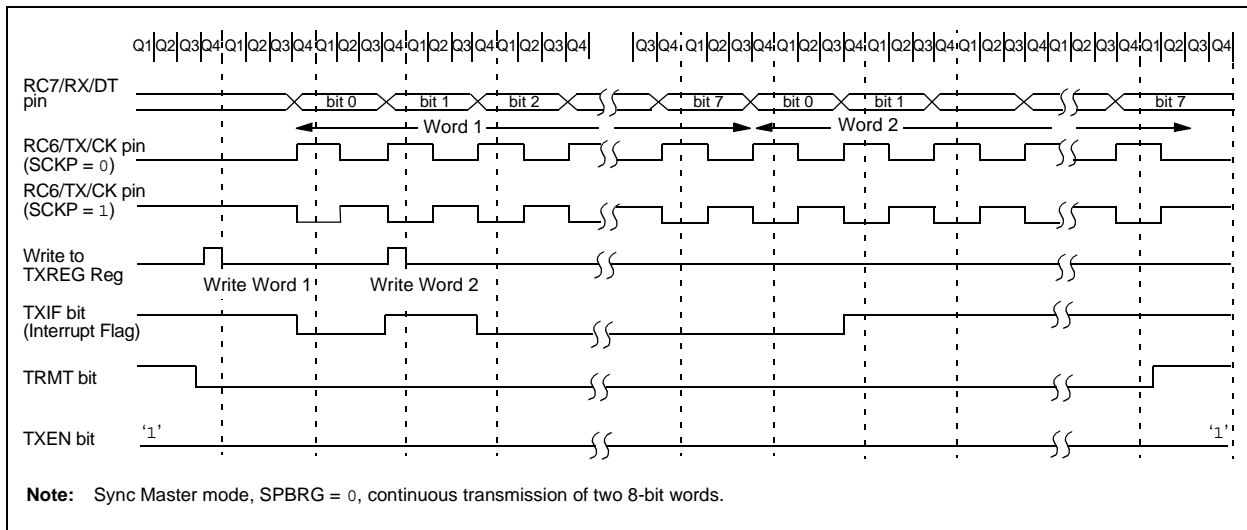 Q1|Q2|Q3|Q4|Q1|Q2|Q3|Q4|Q1|Q2|Q3|Q4|Q1|Q2|Q3|Q4|Q1|Q2|Q3|Q4 Q3|Q4|Q1|Q2|Q3|Q4|Q1|Q2|Q3|Q4|Q1|Q2|Q3|Q4|Q1|Q2|Q3|Q4|Q1|Q2|Q3|Q4|Q1|Q2|Q3|Q4
RC7/RX/DT
pin
bit 0 bit 1 bit 2 bit 7 bit 0 bit 1 bit 7
Word 1 Word 2
RC6/TX/CK pin
(SCKP = 0)
RC6/TX/CK pin
(SCKP = 1)
Write to
TXREG Reg
Write Word 1 Write Word 2
TXIF bit
(Interrupt Flag)
TRMT bit
TXEN bit
‘1’ ‘1’
Note: Sync Master mode, SPBRG = 0, continuous transmission of two 8-bit words.